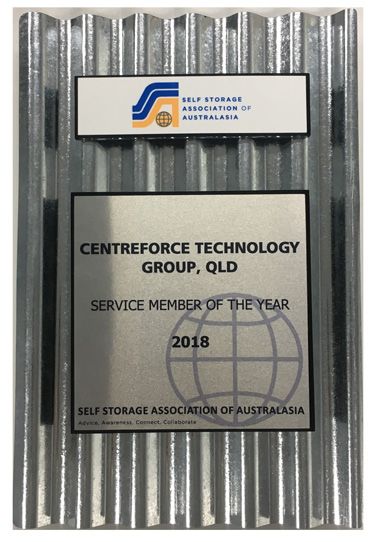 SELF STORAGE
ASSOCIATION OF
AUSTRALASIA
CENTREFORCE TECHNOLOGY
GROUP, QLD
SERVICE MEMBER OF THE YEAR
2018
SELF STORAGE ASSOCIATION OF AUSTRALASIA
Advice, Awareness, Connect, Collaborate